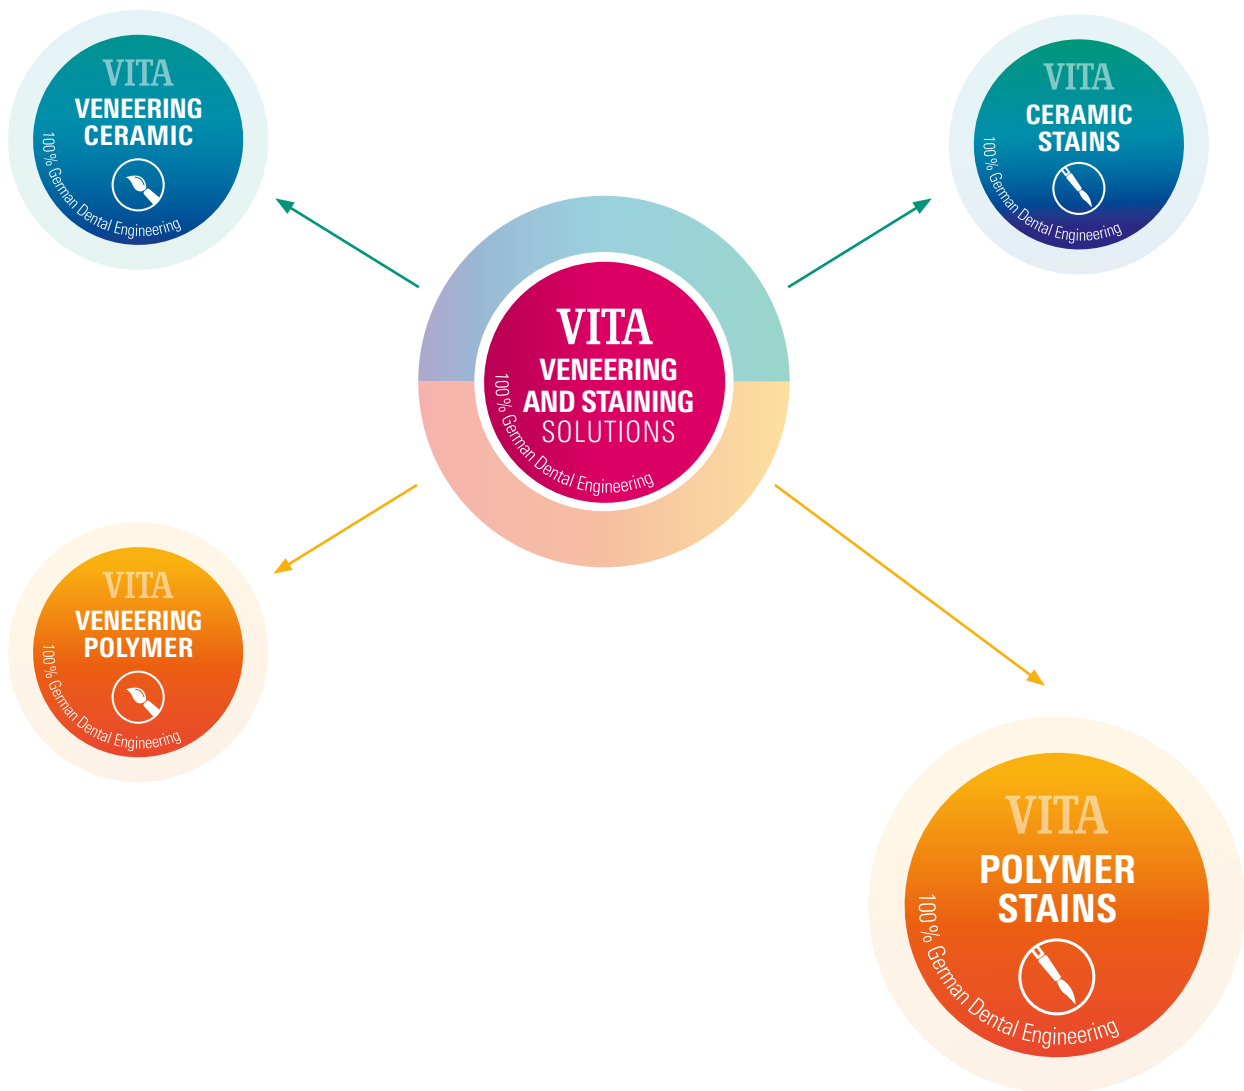 VITA
VENEERING
CERAMIC
100 % German Dental Engineering
VITA
CERAMIC
STAINS
100 % German Dental Engineering
VITA
VENEERING
AND STAINING
SOLUTIONS
100 % German Dental Engineering
VITA
VENEERING
POLYMER
100 % German Dental Engineering
VITA
POLYMER
STAINS
100 % German Dental Engineering